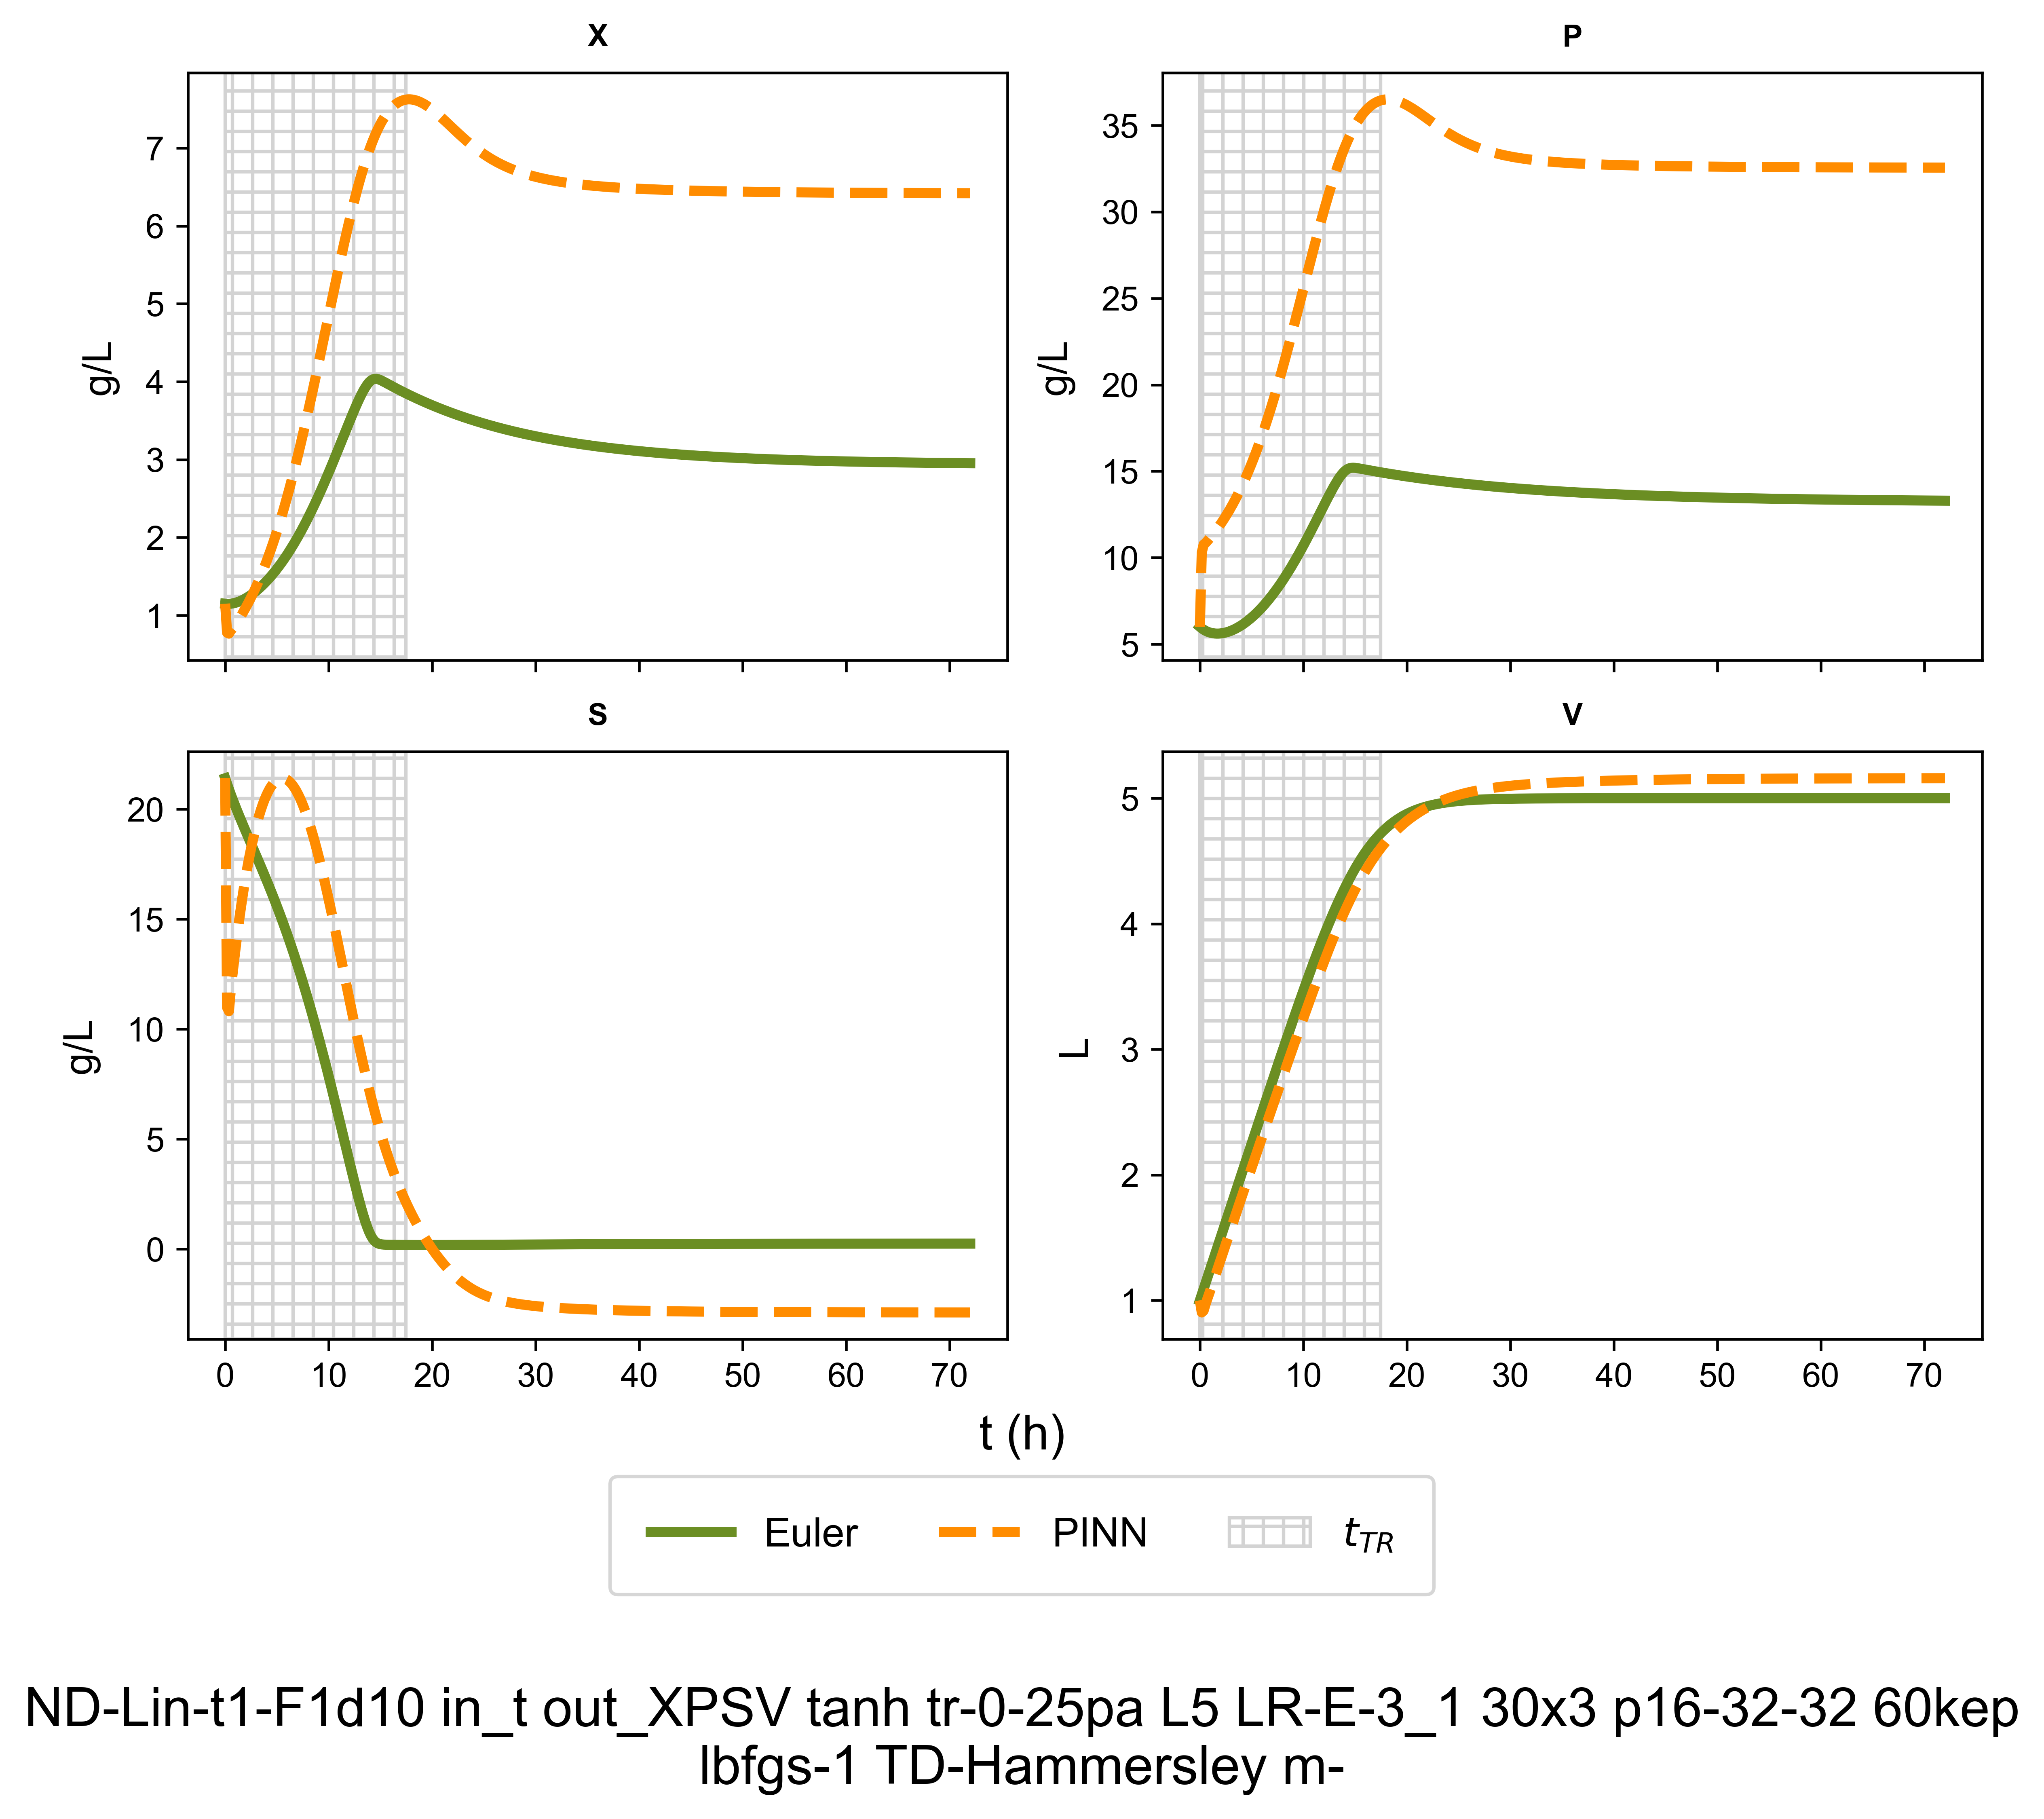 X
P
7
6
5
4
3
2
1
g/L
35
30
25
20
15
10
5
g/L
S
V
20
15
10
5
0
g/L
5
4
3
2
1
L
0 10 20 30 40 50 60 70
0 10 20 30 40 50 60 70
t (h)
Euler PINN t_TR
ND-Lin-t1-F1d10 in_t out_XPSV tanh tr-0-25pa L5 LR-E-3_1 30x3 p16-32-32 60kep
lbfgs-1 TD-Hammersley m-